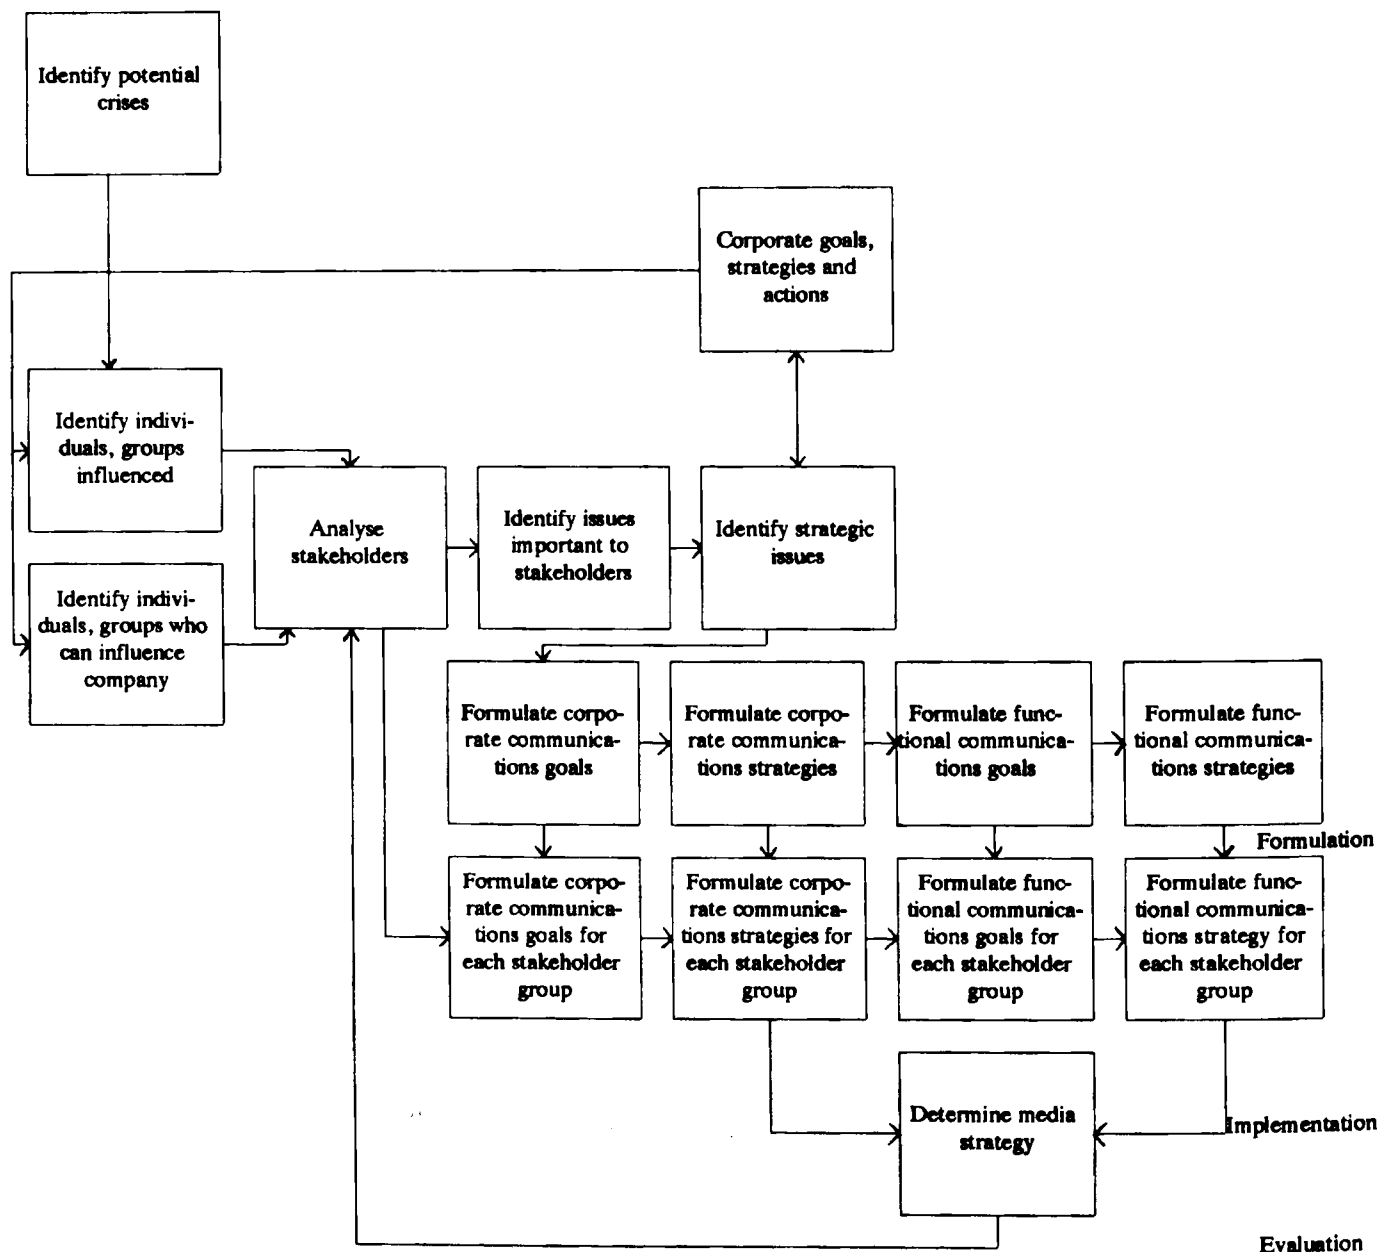 Identify potential
crises
Corporate goals,
strategies and
actions
Identify indivi-
duals, groups
influenced
Analyse
stakeholders
Identify issues
important to
stakeholders
Identify strategic
issues
Identify indivi-
duals, groups who
can influence
company
Formulate corpo-
rate communica-
tions goals
Formulate corpo-
rate communica-
tions strategies
Formulate func-
tional communica-
tions goals
Formulate func-
tional communica-
tions strategies
Formulation
Formulate corpo-
rate communica-
tions goals for
each stakeholder
group
Formulate corpo-
rate communica-
tions strategies for
each stakeholder
group
Formulate func-
tional communica-
tions goals for
each stakeholder
group
Formulate func-
tional communica-
tions strategy for
each stakeholder
group
Determine media
strategy
Implementation
Evaluation